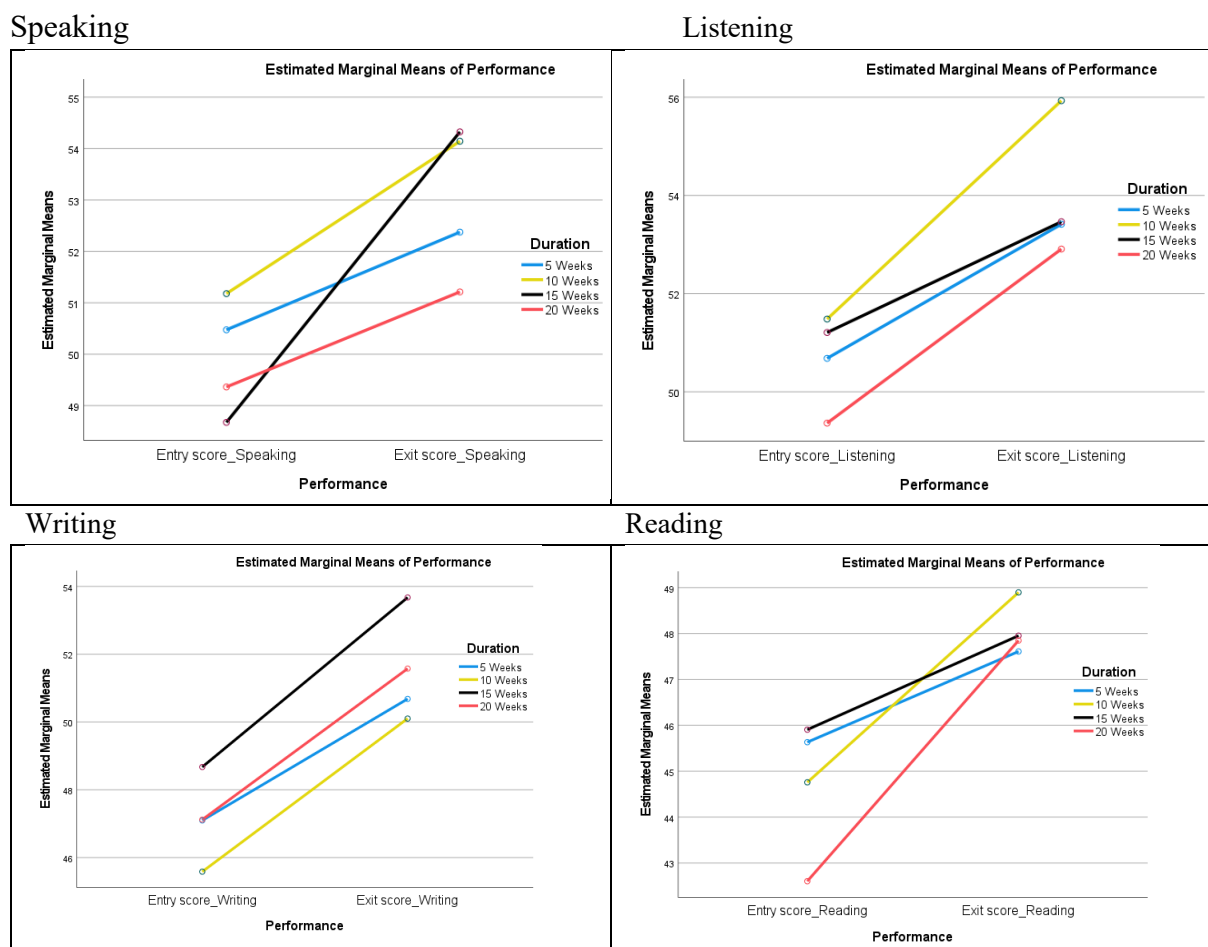 Speaking
Listening
Estimated Marginal Means of Performance
55
54
53
52
51
50
49
Estimated Marginal Means
Duration
5 Weeks
10 Weeks
15 Weeks
20 Weeks
Entry score_Speaking
Exit score_Speaking
Performance
Estimated Marginal Means of Performance
56
54
52
50
Estimated Marginal Means
Duration
5 Weeks
10 Weeks
15 Weeks
20 Weeks
Entry score_Listening
Exit score_Listening
Performance
Writing
Reading
Estimated Marginal Means of Performance
54
52
50
48
46
Estimated Marginal Means
Duration
5 Weeks
10 Weeks
15 Weeks
20 Weeks
Entry score_Writing
Exit score_Writing
Performance
Estimated Marginal Means of Performance
49
48
47
46
45
44
43
Estimated Marginal Means
Duration
5 Weeks
10 Weeks
15 Weeks
20 Weeks
Entry score_Reading
Exit score_Reading
Performance